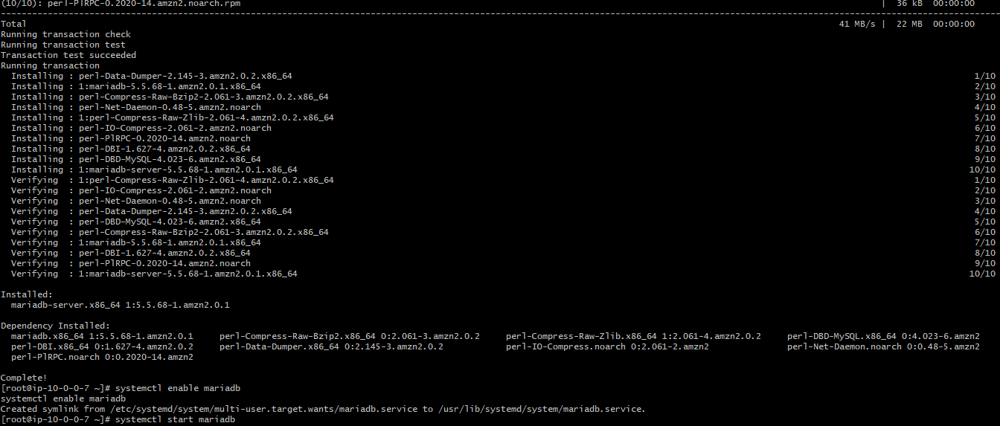 (10/10): perl-PlRPC-0.2020-14.amzn2.noarch.rpm | 36 kB 00:00:00
--------------------------------------------------------------------------------
Total 41 MB/s | 22 MB 00:00:00
Running transaction check
Running transaction test
Transaction test succeeded
Running transaction
  Installing : perl-Data-Dumper-2.145-3.amzn2.0.2.x86_64 1/10
  Installing : 1:mariadb-5.5.68-1.amzn2.0.1.x86_64 2/10
  Installing : perl-Compress-Raw-Bzip2-2.061-3.amzn2.0.2.x86_64 3/10
  Installing : perl-Net-Daemon-0.48-5.amzn2.noarch 4/10
  Installing : 1:perl-Compress-Raw-Zlib-2.061-4.amzn2.0.2.x86_64 5/10
  Installing : perl-IO-Compress-2.061-2.amzn2.noarch 6/10
  Installing : perl-PlRPC-0.2020-14.amzn2.noarch 7/10
  Installing : perl-DBI-1.627-4.amzn2.0.2.x86_64 8/10
  Installing : perl-DBD-MySQL-4.023-6.amzn2.x86_64 9/10
  Installing : 1:mariadb-server-5.5.68-1.amzn2.0.1.x86_64 10/10
  Verifying  : 1:perl-Compress-Raw-Zlib-2.061-4.amzn2.0.2.x86_64 1/10
  Verifying  : perl-IO-Compress-2.061-2.amzn2.noarch 2/10
  Verifying  : perl-Net-Daemon-0.48-5.amzn2.noarch 3/10
  Verifying  : perl-Data-Dumper-2.145-3.amzn2.0.2.x86_64 4/10
  Verifying  : perl-DBD-MySQL-4.023-6.amzn2.x86_64 5/10
  Verifying  : perl-Compress-Raw-Bzip2-2.061-3.amzn2.0.2.x86_64 6/10
  Verifying  : 1:mariadb-5.5.68-1.amzn2.0.1.x86_64 7/10
  Verifying  : perl-DBI-1.627-4.amzn2.0.2.x86_64 8/10
  Verifying  : perl-PlRPC-0.2020-14.amzn2.noarch 9/10
  Verifying  : 1:mariadb-server-5.5.68-1.amzn2.0.1.x86_64 10/10
Installed:
  mariadb-server.x86_64 1:5.5.68-1.amzn2.0.1
Dependency Installed:
  mariadb.x86_64 1:5.5.68-1.amzn2.0.1 perl-Compress-Raw-Bzip2.x86_64 0:2.061-3.amzn2.0.2 perl-Compress-Raw-Zlib.x86_64 1:2.061-4.amzn2.0.2 perl-DBD-MySQL.x86_64 0:4.023-6.amzn2
  perl-DBI.x86_64 0:1.627-4.amzn2.0.2 perl-Data-Dumper.x86_64 0:2.145-3.amzn2.0.2 perl-IO-Compress.noarch 0:2.061-2.amzn2 perl-Net-Daemon.noarch 0:0.48-5.amzn2
  perl-PlRPC.noarch 0:0.2020-14.amzn2
Complete!
[root@ip-10-0-0-7 ~]# systemctl enable mariadb
systemctl enable mariadb
Created symlink from /etc/systemd/system/multi-user.target.wants/mariadb.service to /usr/lib/systemd/system/mariadb.service.
[root@ip-10-0-0-7 ~]# systemctl start mariadb